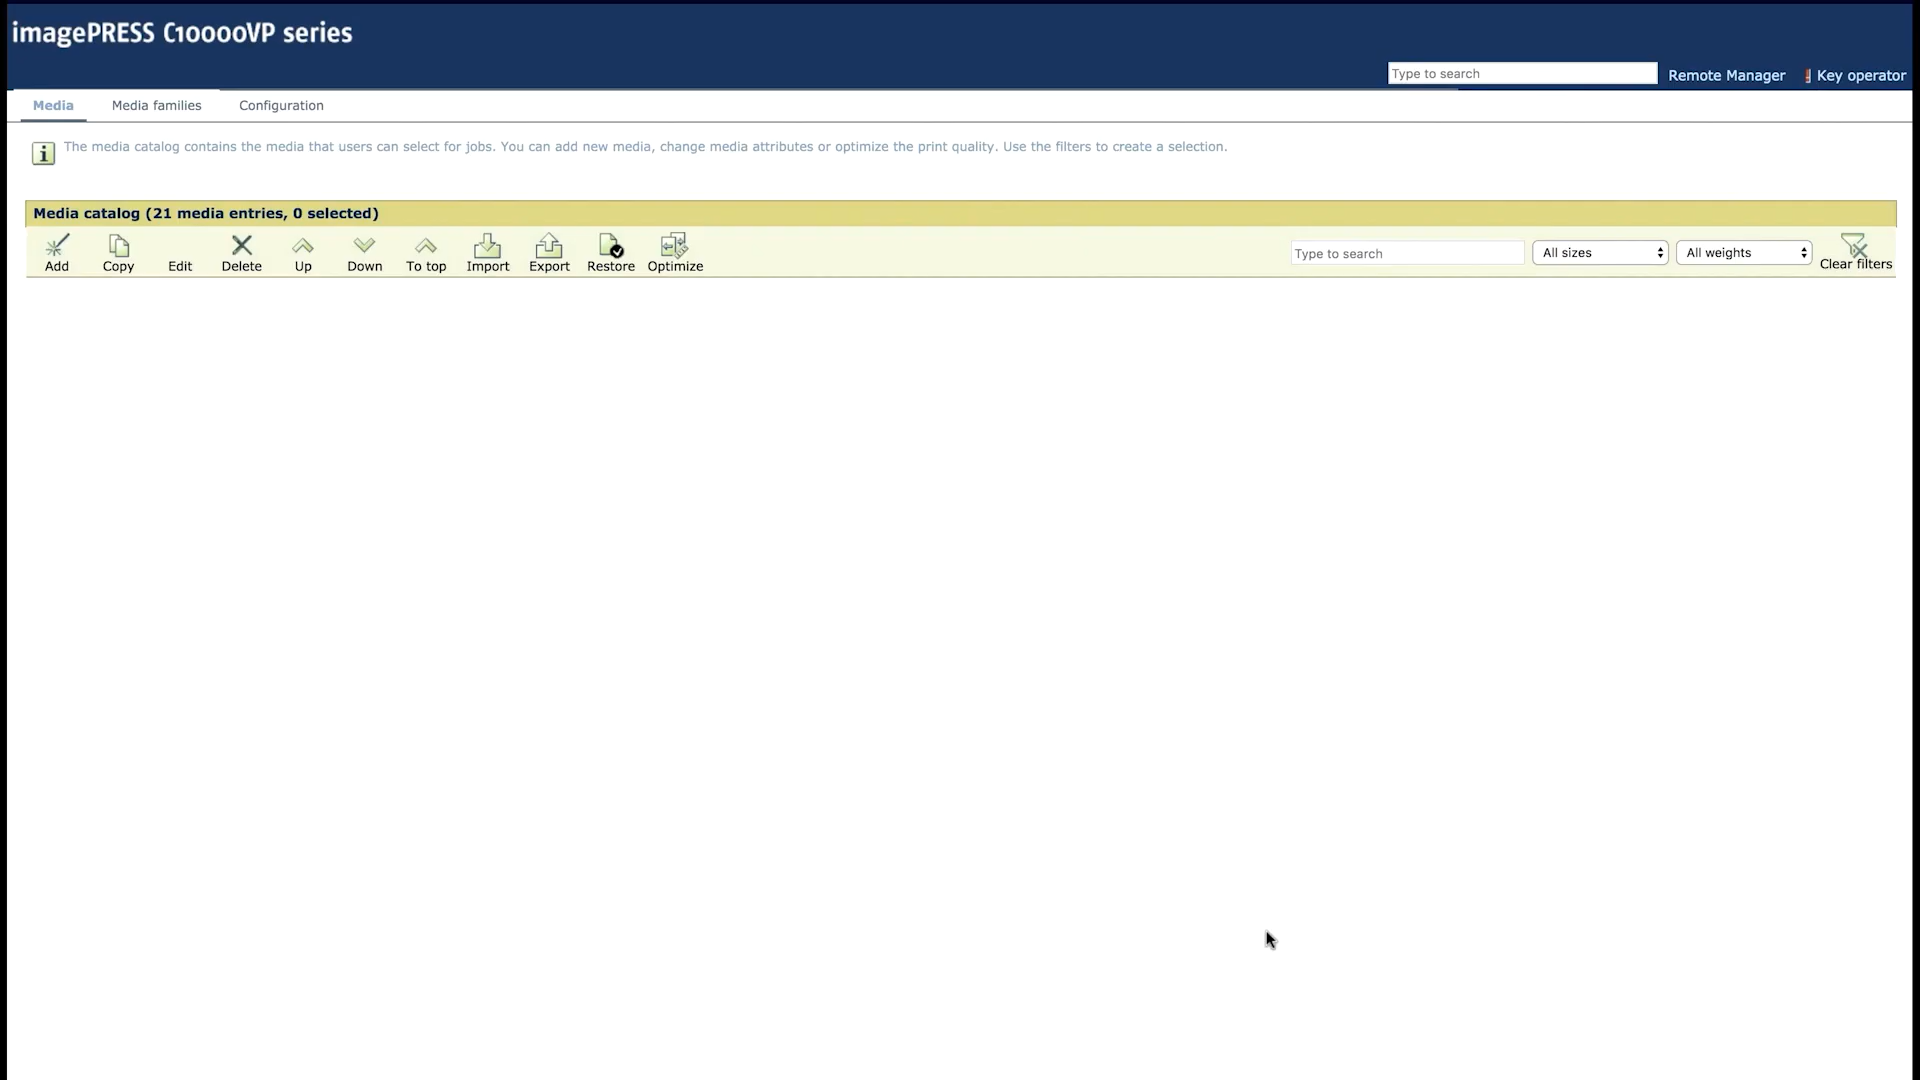 imagePRESS C10000VP series
Type to search
Remote Manager
Key operator
Media
Media families
Configuration
The media catalog contains the media that users can select for jobs. You can add new media, change media attributes or optimize the print quality. Use the filters to create a selection.
Media catalog (21 media entries, 0 selected)
Add
Copy
Edit
Delete
Up
Down
To top
Import
Export
Restore
Optimize
Type to search
All sizes
All weights
Clear filters